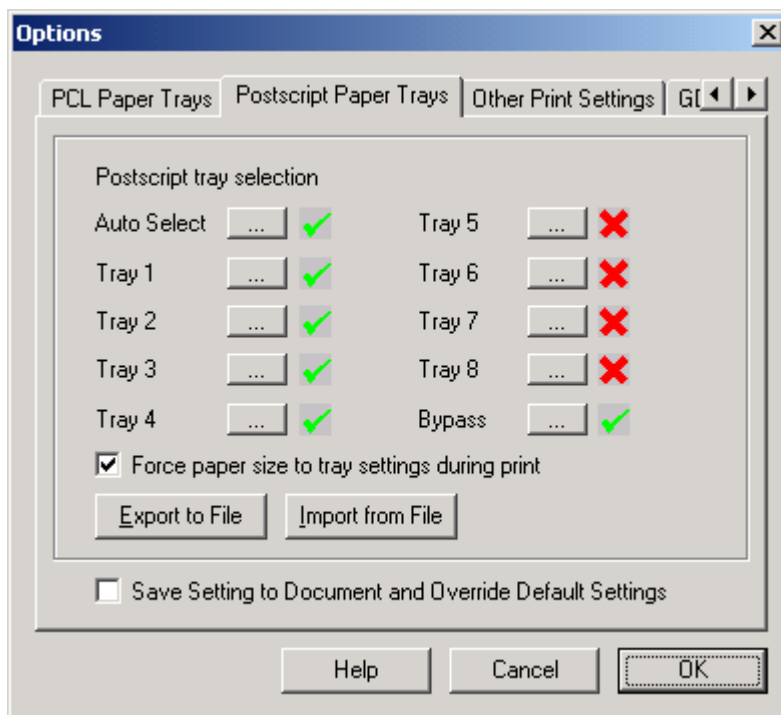 Options
PCL Paper Trays Postscript Paper Trays Other Print Settings
Postscript tray selection
Auto Select ... Tray 5 ...
Tray 1 ... Tray 6 ...
Tray 2 ... Tray 7 ...
Tray 3 ... Tray 8 ...
Tray 4 ... Bypass ...
Force paper size to tray settings during print
Export to File Import from File
Save Setting to Document and Override Default Settings
Help Cancel OK